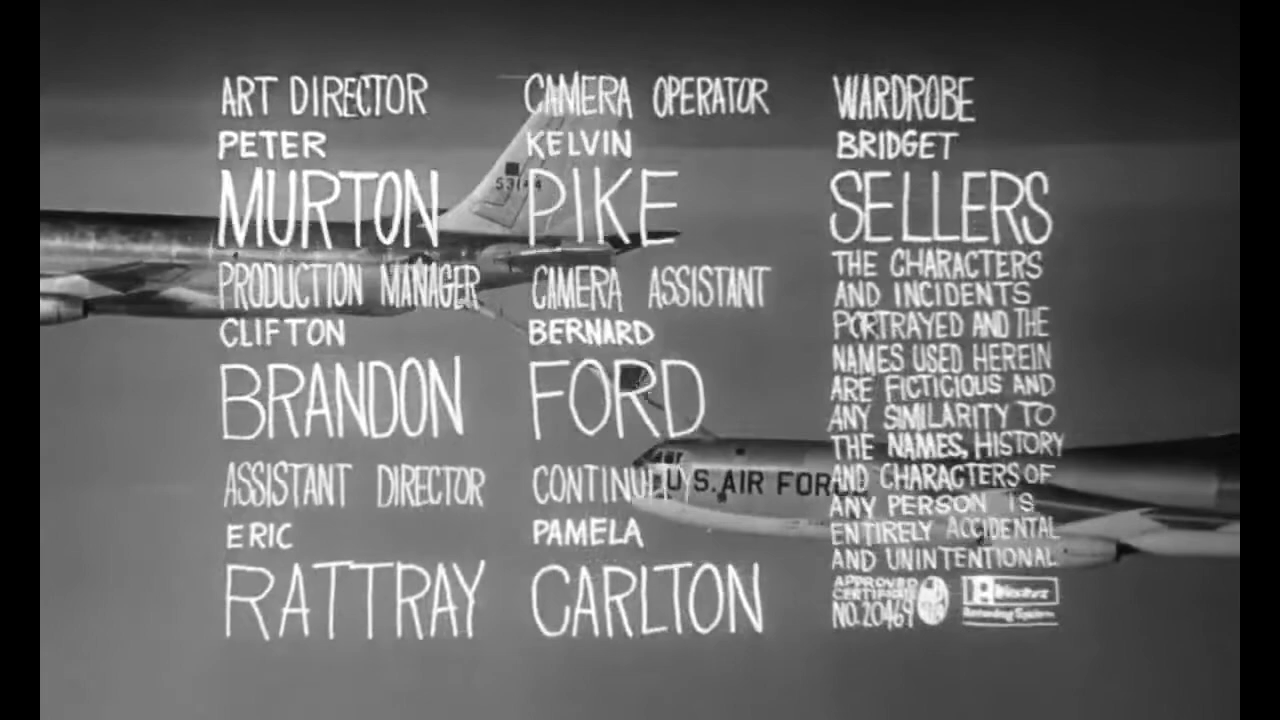 ART DIRECTOR
PETER
MURTON
PRODUCTION MANAGER
CLIFTON
BRANDON
ASSISTANT DIRECTOR
ERIC
RATTRAY
CAMERA OPERATOR
KELVIN
PIKE
CAMERA ASSISTANT
BERNARD
FORD
CONTINUITY
PAMELA
CARLTON
WARDROBE
BRIDGET
SELLERS
THE CHARACTERS
AND INCIDENTS
PORTRAYED AND THE
NAMES USED HEREIN
ARE FICTICIOUS AND
ANY SIMILARITY TO
THE NAMES, HISTORY
AND CHARACTERS OF
ANY PERSON IS
ENTIRELY ACCIDENTAL
AND UNINTENTIONAL
APPROVED
CERTIFICATE
NO. 20469
Recording System
U.S. AIR FORCE